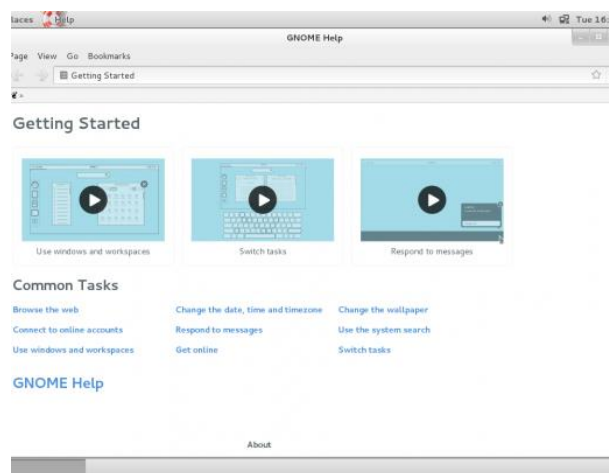 laces Help Tue 16:
GNOME Help
Page View Go Bookmarks
Getting Started
Getting Started
Use windows and workspaces Switch tasks Respond to messages
Common Tasks
Browse the web Change the date, time and timezone Change the wallpaper
Connect to online accounts Respond to messages Use the system search
Use windows and workspaces Get online Switch tasks
GNOME Help
About